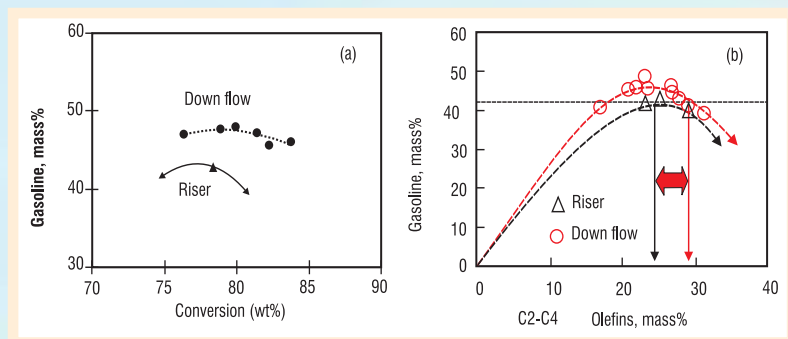 (a)
Gasoline, mass%
60
50
40
30
70
75
80
85
90
Conversion (wt%)
Down flow
Riser
(b)
Gasoline, mass%
60
50
40
30
20
10
0
0
10
20
30
40
C2-C4 Olefins, mass%
Riser
Down flow